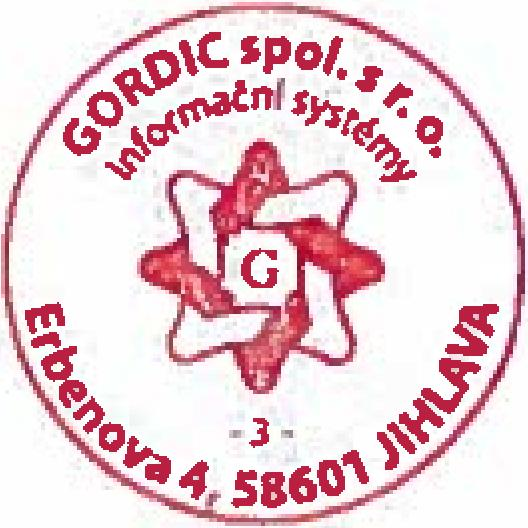 GORDIC spol. s r. o.
Informační systémy
G
- 3 -
Erbenova 4, 58601 JIHLAVA